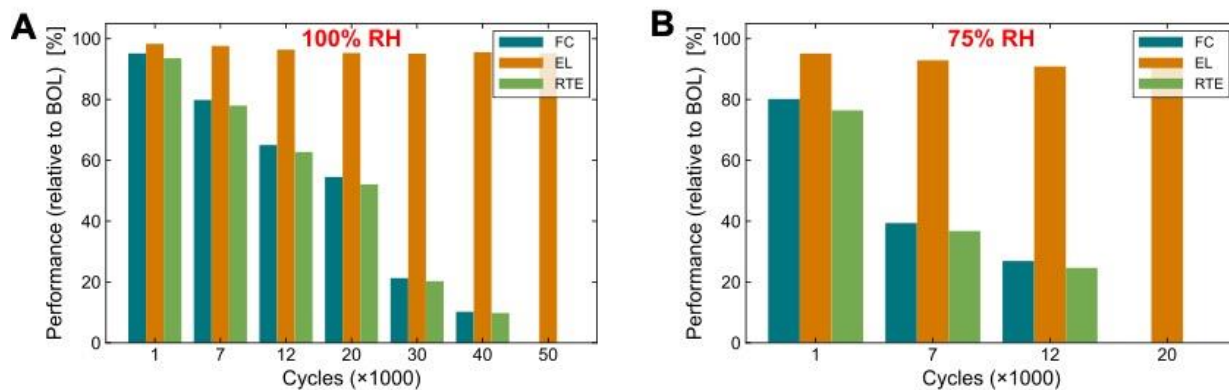 A
100% RH
FC
EL
RTE
Performance (relative to BOL) [%]
100
80
60
40
20
0
1 7 12 20 30 40 50
Cycles (×1000)
B
75% RH
FC
EL
RTE
Performance (relative to BOL) [%]
100
80
60
40
20
0
1 7 12 20
Cycles (×1000)